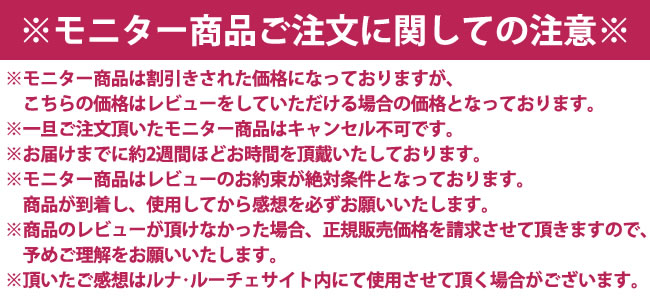 ※モニター商品ご注文に関しての注意※
※モニター商品は割引きされた価格になっておりますが、
こちらの価格はレビューをしていただける場合の価格となっております。
※一旦ご注文頂いたモニター商品はキャンセル不可です。
※お届けまでに約2週間ほどお時間を頂戴いたしております。
※モニター商品はレビューのお約束が絶対条件となっております。
商品が到着し、使用してから感想を必ずお願いいたします。
※商品のレビューが頂けなかった場合、正規販売価格を請求させて頂きますので、
予めご理解をお願いいたします。
※頂いたご感想はルナ・ルーチェサイト内にて使用させて頂く場合がございます。